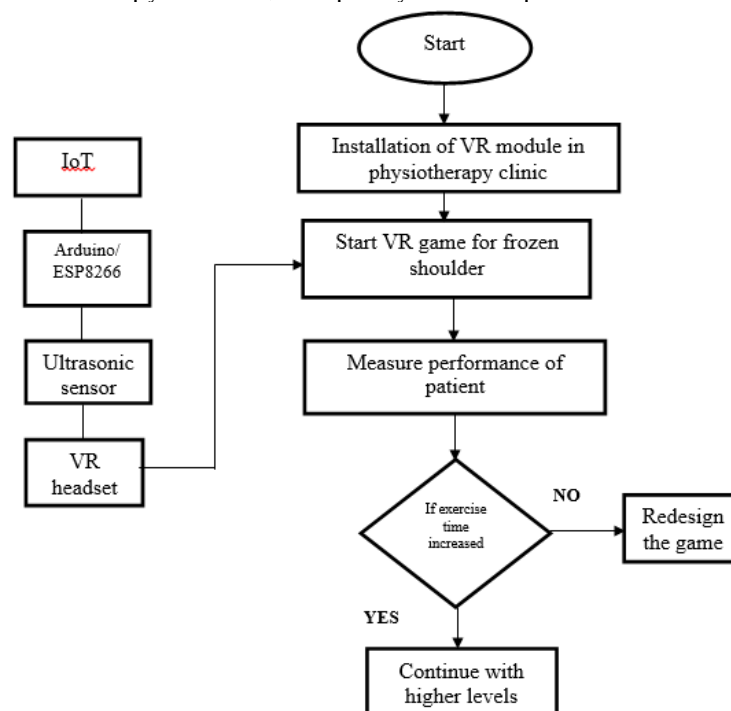 Start
Installation of VR module in
physiotherapy clinic
IoT
Arduino/
ESP8266
Start VR game for frozen
shoulder
Ultrasonic
sensor
Measure performance of
patient
VR
headset
If exercise
time
increased
NO
Redesign
the game
YES
Continue with
higher levels